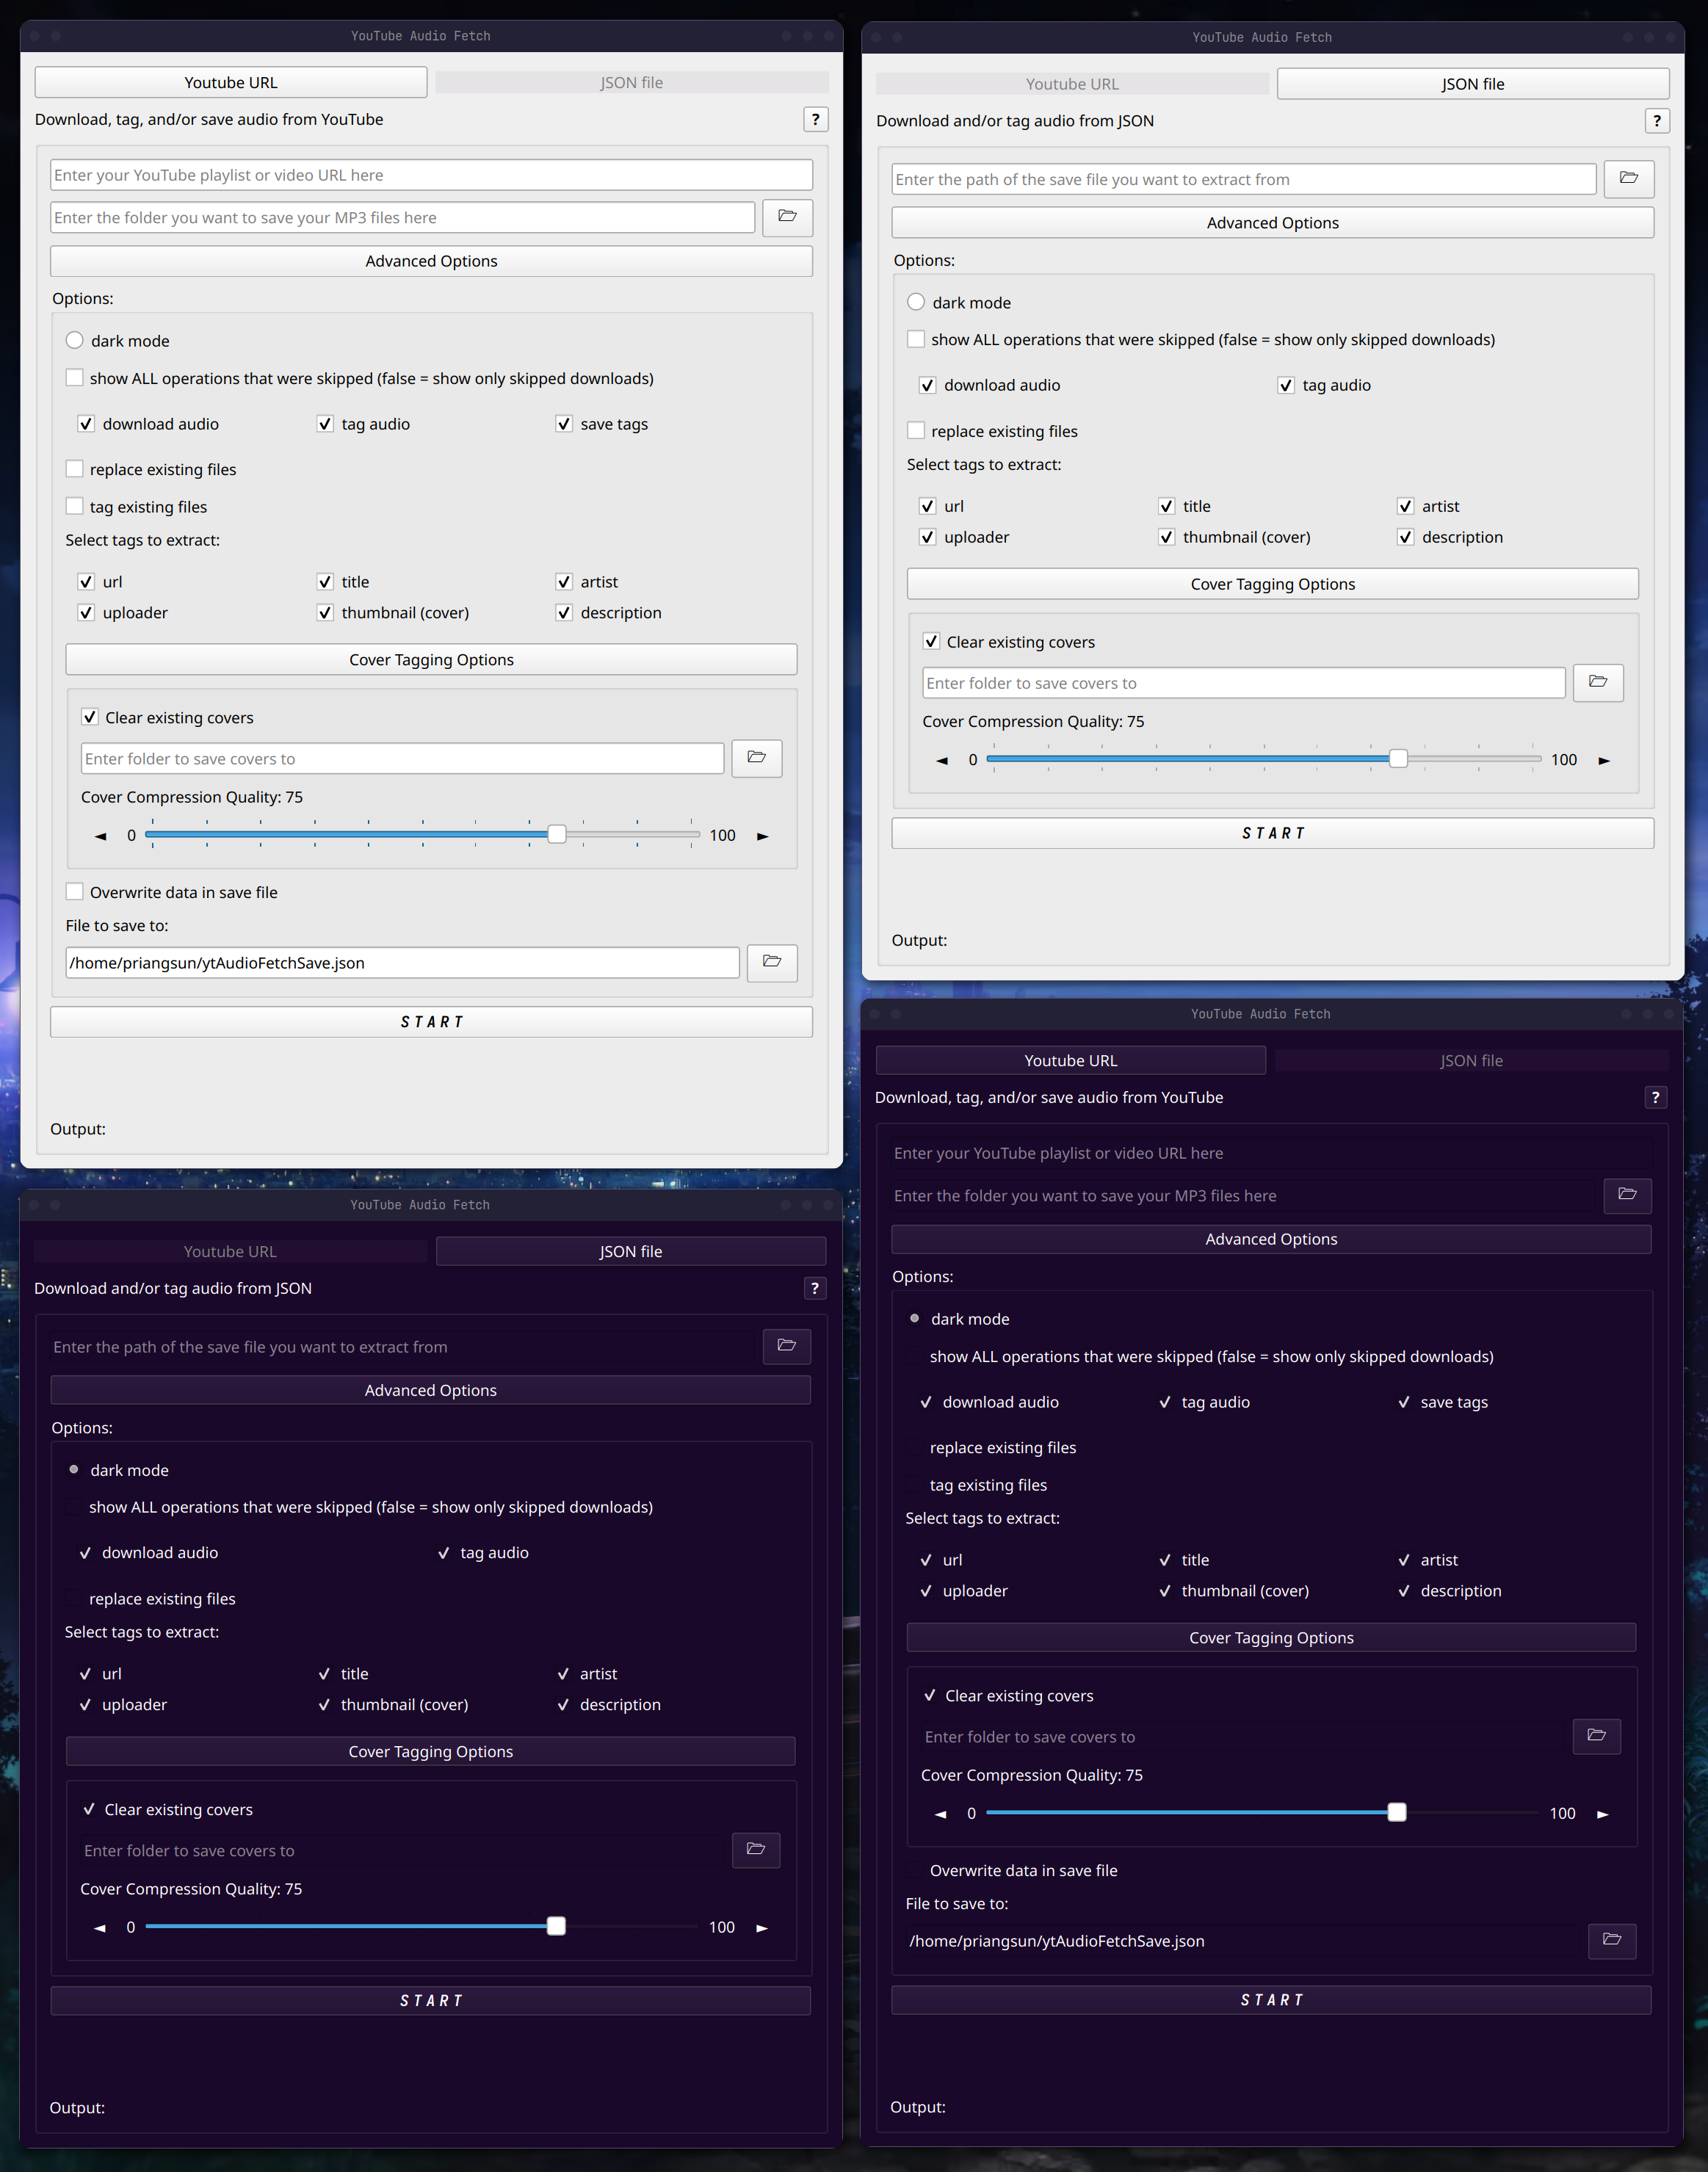 YouTube Audio Fetch
Youtube URL JSON file
Download, tag, and/or save audio from YouTube ?
Enter your YouTube playlist or video URL here
Enter the folder you want to save your MP3 files here
Advanced Options
Options:
dark mode
show ALL operations that were skipped (false = show only skipped downloads)
download audio tag audio save tags
replace existing files
tag existing files
Select tags to extract:
url title artist
uploader thumbnail (cover) description
Cover Tagging Options
Clear existing covers
Enter folder to save covers to
Cover Compression Quality: 75
◄ 0 100 ►
Overwrite data in save file
File to save to:
/home/priangsun/ytAudioFetchSave.json
START
Output:
YouTube Audio Fetch
Youtube URL JSON file
Download and/or tag audio from JSON ?
Enter the path of the save file you want to extract from
Advanced Options
Options:
dark mode
show ALL operations that were skipped (false = show only skipped downloads)
download audio tag audio
replace existing files
Select tags to extract:
url title artist
uploader thumbnail (cover) description
Cover Tagging Options
Clear existing covers
Enter folder to save covers to
Cover Compression Quality: 75
◄ 0 100 ►
START
Output:
YouTube Audio Fetch
Youtube URL JSON file
Download and/or tag audio from JSON ?
Enter the path of the save file you want to extract from
Advanced Options
Options:
dark mode
show ALL operations that were skipped (false = show only skipped downloads)
download audio tag audio
replace existing files
Select tags to extract:
url title artist
uploader thumbnail (cover) description
Cover Tagging Options
Clear existing covers
Enter folder to save covers to
Cover Compression Quality: 75
◄ 0 100 ►
START
Output:
YouTube Audio Fetch
Youtube URL JSON file
Download, tag, and/or save audio from YouTube ?
Enter your YouTube playlist or video URL here
Enter the folder you want to save your MP3 files here
Advanced Options
Options:
dark mode
show ALL operations that were skipped (false = show only skipped downloads)
download audio tag audio save tags
replace existing files
tag existing files
Select tags to extract:
url title artist
uploader thumbnail (cover) description
Cover Tagging Options
Clear existing covers
Enter folder to save covers to
Cover Compression Quality: 75
◄ 0 100 ►
Overwrite data in save file
File to save to:
/home/priangsun/ytAudioFetchSave.json
START
Output: